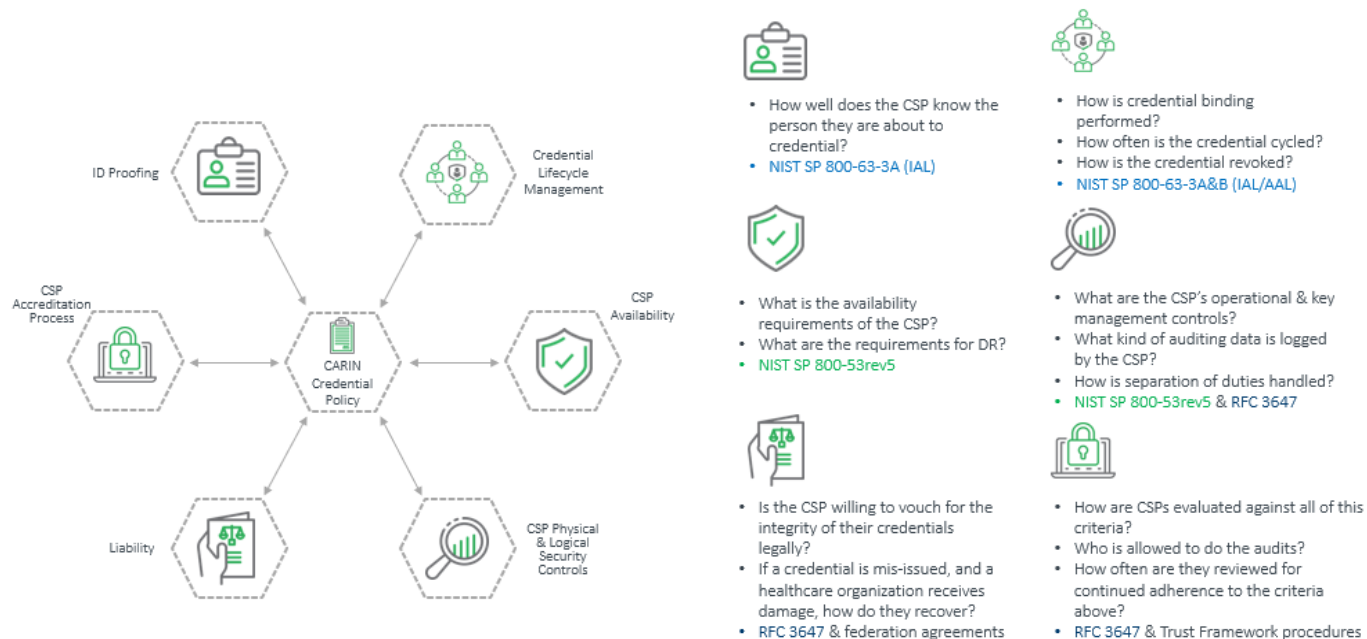 ID Proofing
Credential
Lifecycle
Management
CSP
Accreditation
Process
CARIN
Credential
Policy
CSP
Availability
Liability
CSP Physical
& Logical
Security
Controls
• How well does the CSP know the
person they are about to
credential?
• NIST SP 800-63-3A (IAL)
• How is credential binding
performed?
• How often is the credential cycled?
• How is the credential revoked?
• NIST SP 800-63-3A&B (IAL/AAL)
• What is the availability
requirements of the CSP?
• What are the requirements for DR?
• NIST SP 800-53rev5
• What are the CSP's operational & key
management controls?
• What kind of auditing data is logged
by the CSP?
• How is separation of duties handled?
• NIST SP 800-53rev5 & RFC 3647
• Is the CSP willing to vouch for the
integrity of their credentials
legally?
• If a credential is mis-issued, and a
healthcare organization receives
damage, how do they recover?
• RFC 3647 & federation agreements
• How are CSPs evaluated against all of this
criteria?
• Who is allowed to do the audits?
• How often are they reviewed for
continued adherence to the criteria
above?
• RFC 3647 & Trust Framework procedures